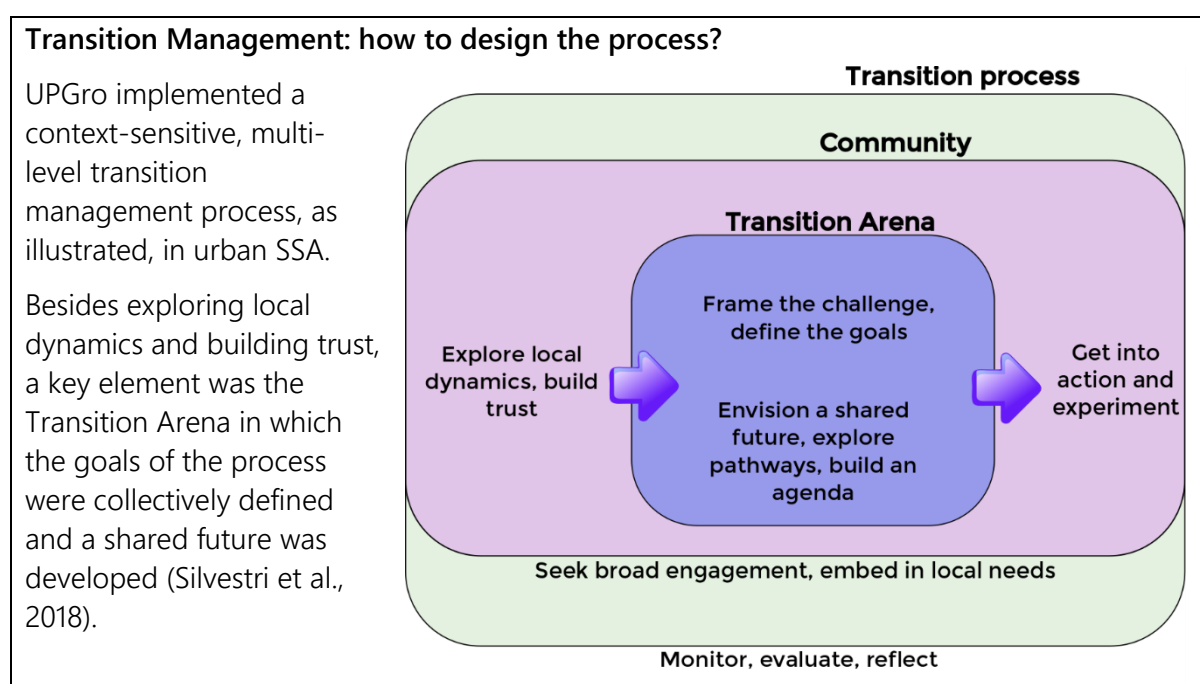 Transition Management: how to design the process?
UPGro implemented a
context-sensitive, multi-
level transition
management process, as
illustrated, in urban SSA.
Besides exploring local
dynamics and building trust,
a key element was the
Transition Arena in which
the goals of the process
were collectively defined
and a shared future was
developed (Silvestri et al.,
2018).
Transition process
Community
Transition Arena
Explore local
dynamics, build
trust
Frame the challenge,
define the goals
Envision a shared
future, explore
pathways, build an
agenda
Get into
action and
experiment
Seek broad engagement, embed in local needs
Monitor, evaluate, reflect